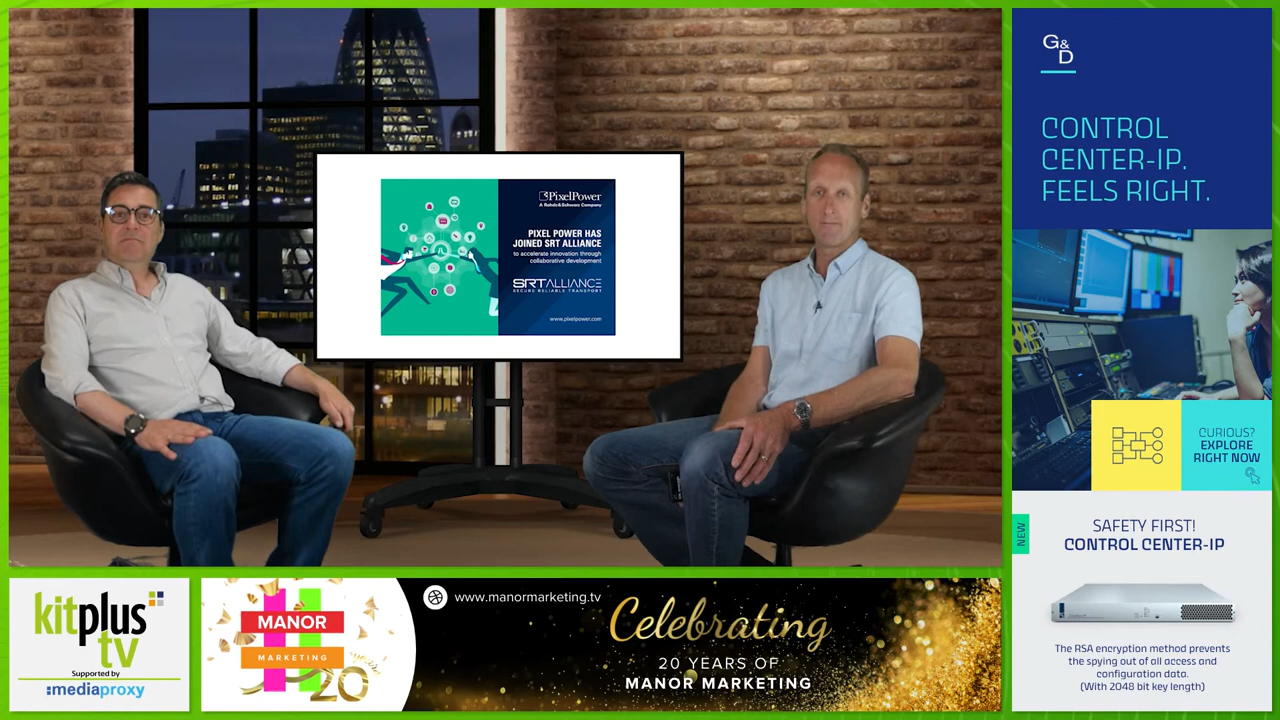 PixelPower
A Rohde & Schwarz Company
PIXEL POWER HAS
JOINED SRT ALLIANCE
to accelerate innovation through
collaborative development
SRTALLIANCE
SECURE RELIABLE TRANSPORT
www.pixelpower.com
G&
D
CONTROL
CENTER-IP.
FEELS RIGHT.
CURIOUS?
EXPLORE
RIGHT NOW
NEW
SAFETY FIRST!
CONTROL CENTER-IP
The RSA encryption method prevents
the spying out of all access and
configuration data.
(With 2048 bit key length)
kitplus
tv
Supported by
:mediaproxy
MANOR
MARKETING
years
20
www.manormarketing.tv
Celebrating
20 YEARS OF
MANOR MARKETING